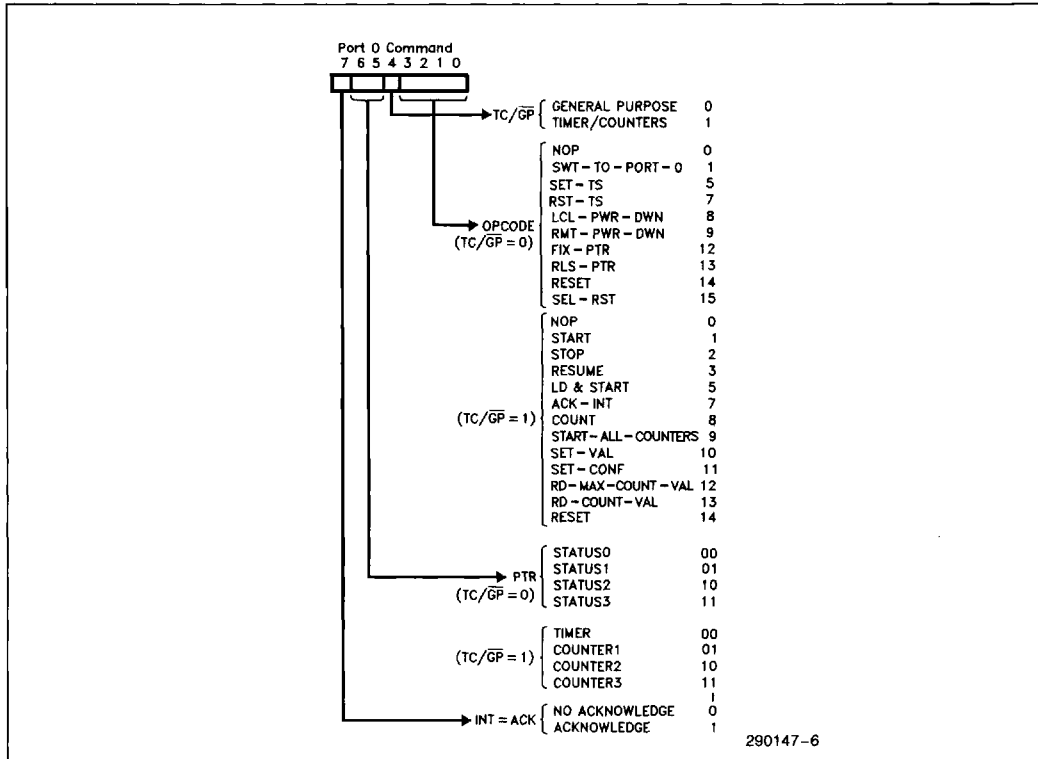 Port 0 Command
7 6 5 4 3 2 1 0
TC/GP
GENERAL PURPOSE 0
TIMER/COUNTERS 1
OPCODE
(TC/GP = 0)
NOP 0
SWT-TO-PORT-0 1
SET-TS 5
RST-TS 7
LCL-PWR-DWN 8
RMT-PWR-DWN 9
FIX-PTR 12
RLS-PTR 13
RESET 14
SEL-RST 15
(TC/GP = 1)
NOP 0
START 1
STOP 2
RESUME 3
LD & START 5
ACK-INT 7
COUNT 8
START-ALL-COUNTERS 9
SET-VAL 10
SET-CONF 11
RD-MAX-COUNT-VAL 12
RD-COUNT-VAL 13
RESET 14
PTR
(TC/GP = 0)
STATUS0 00
STATUS1 01
STATUS2 10
STATUS3 11
(TC/GP = 1)
TIMER 00
COUNTER1 01
COUNTER2 10
COUNTER3 11
INT = ACK
NO ACKNOWLEDGE 0
ACKNOWLEDGE 1
290147-6